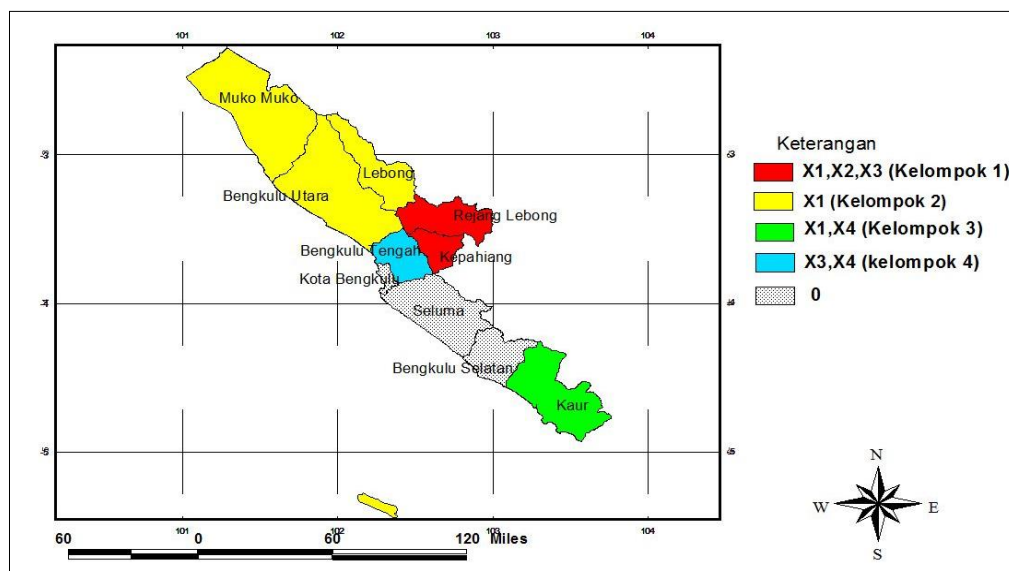 101 102 103 104
Muko Muko
-3 -3
Lebong
Bengkulu Utara
Rejang Lebong
Bengkulu Tengah
Kepahiang
Kota Bengkulu
-4 -4
Seluma
Bengkulu Selatan
Kaur
-5 -5
101 102 103 104
60 0 60 120 Miles
Keterangan
X1,X2,X3 (Kelompok 1)
X1 (Kelompok 2)
X1,X4 (Kelompok 3)
X3,X4 (kelompok 4)
0
N
W E
S